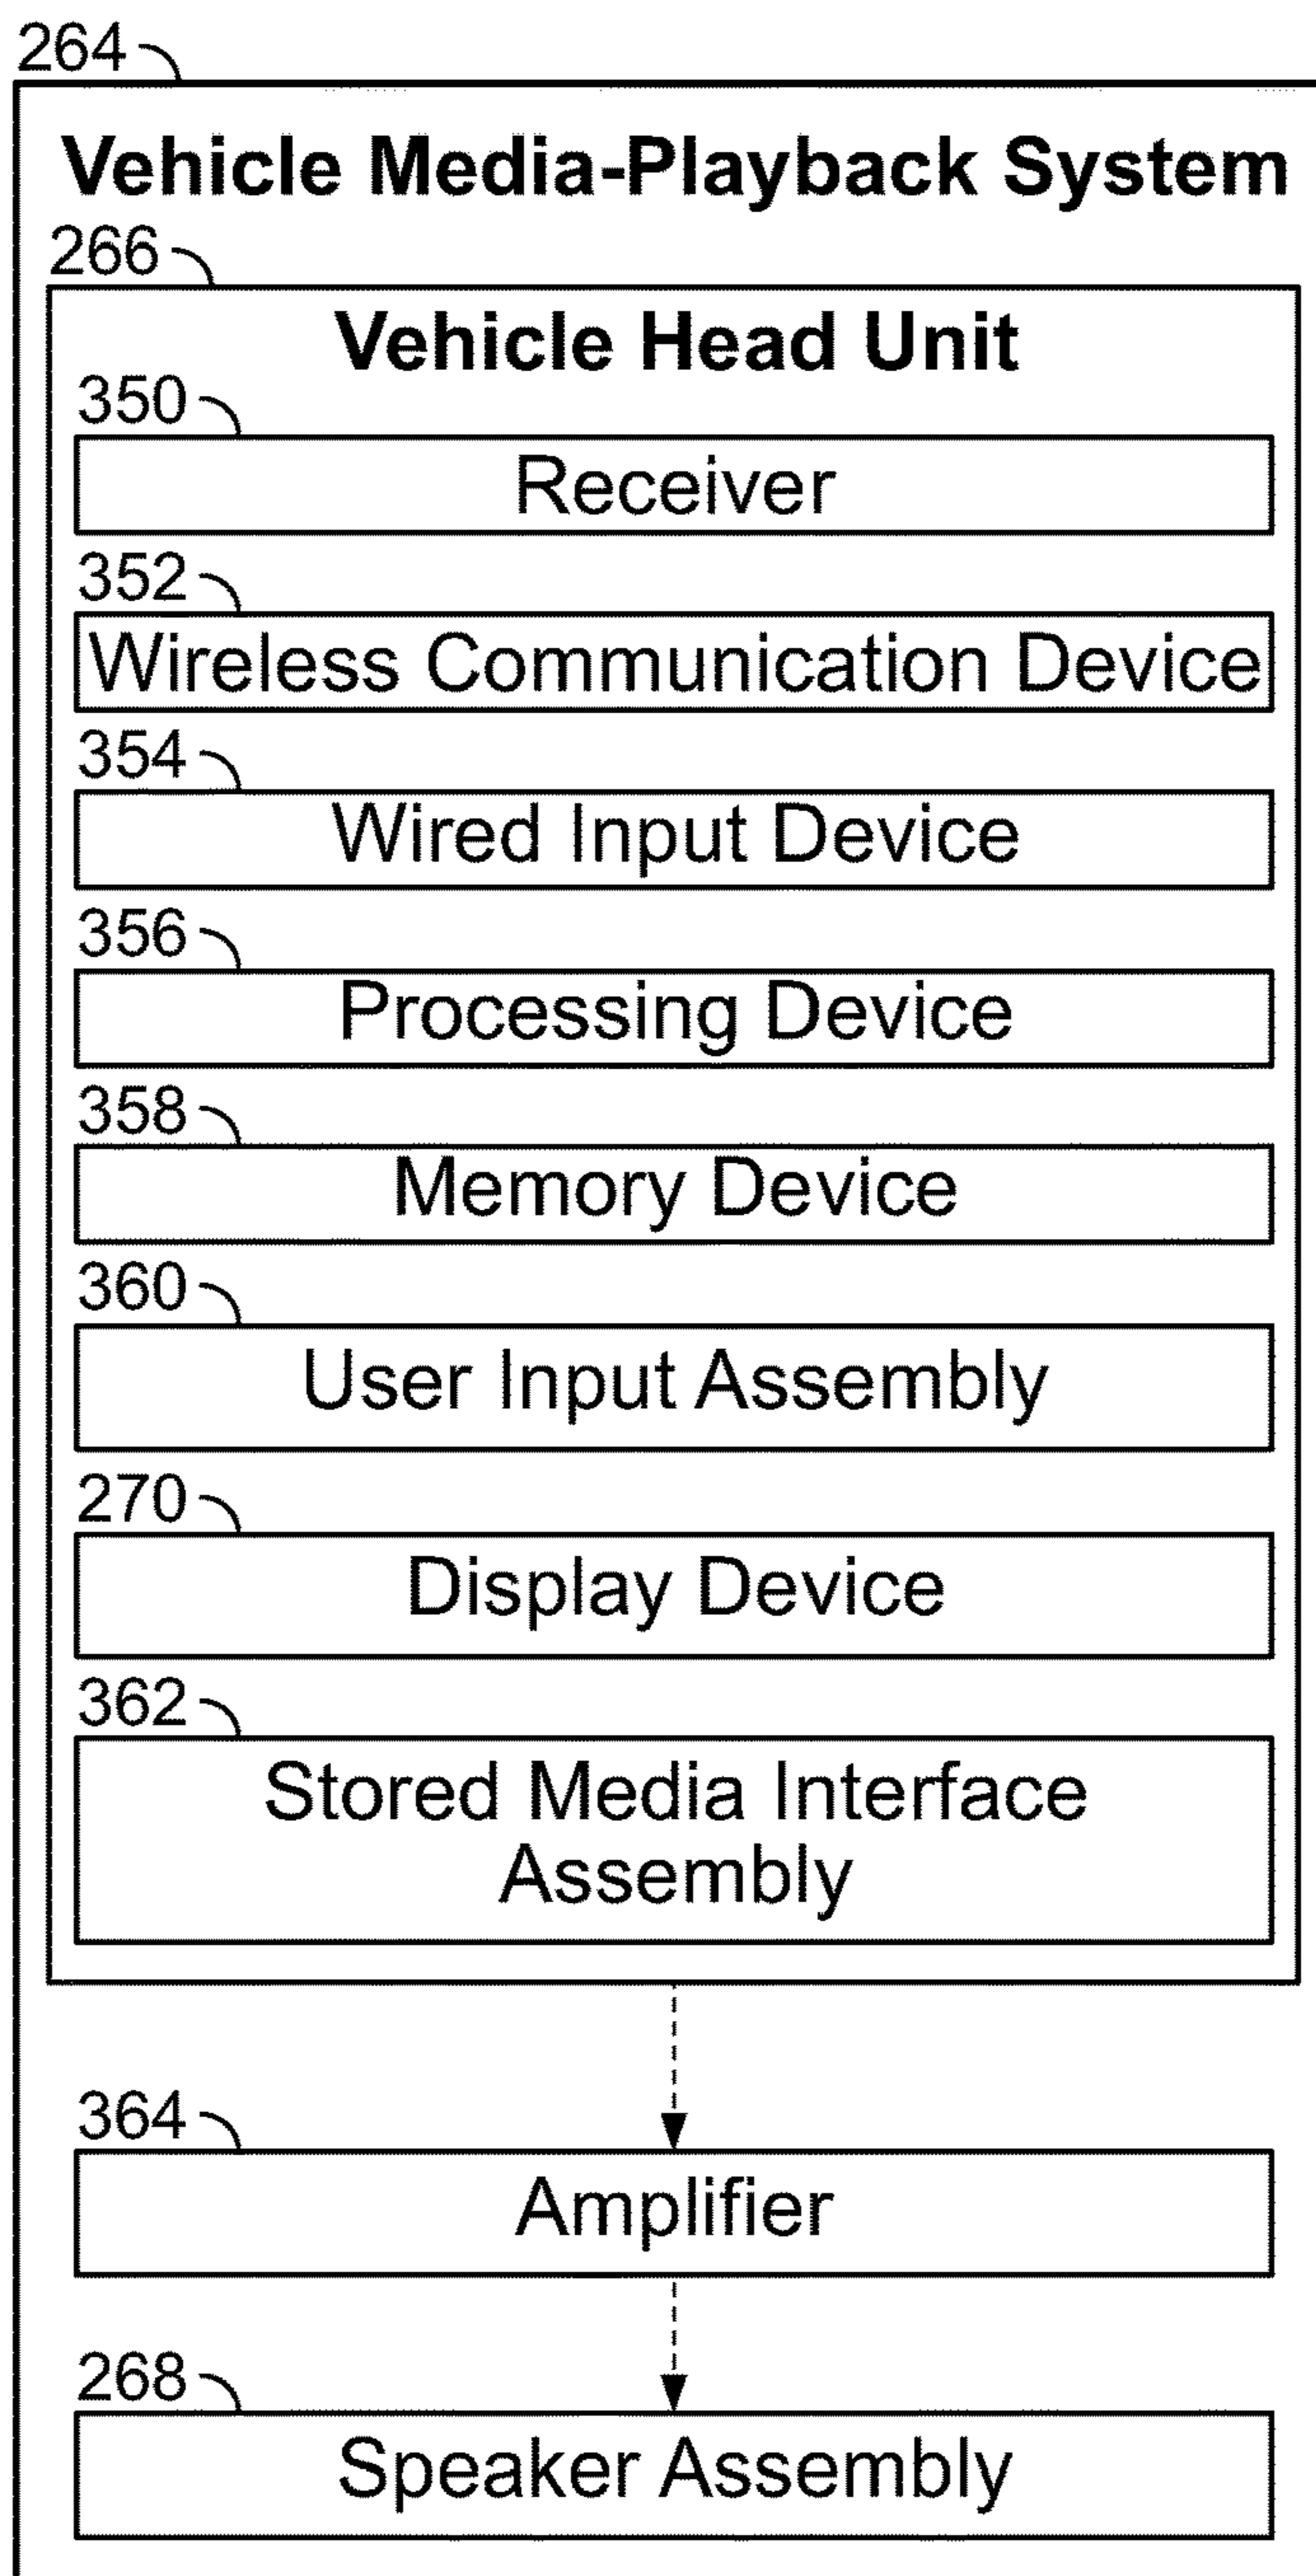 264
Vehicle Media-Playback System
266
Vehicle Head Unit
350
Receiver
352
Wireless Communication Device
354
Wired Input Device
356
Processing Device
358
Memory Device
360
User Input Assembly
270
Display Device
362
Stored Media Interface
Assembly
364
Amplifier
268
Speaker Assembly